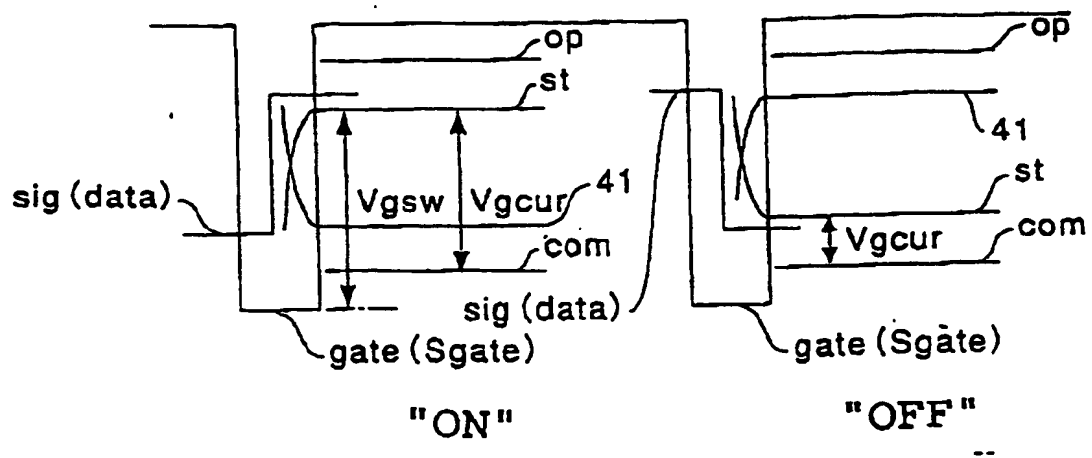 op
st
41
sig (data)
Vgsw
Vgcur
com
gate (Sgate)
"ON"
op
41
st
com
Vgcur
sig (data)
gate (Sgate)
"OFF"